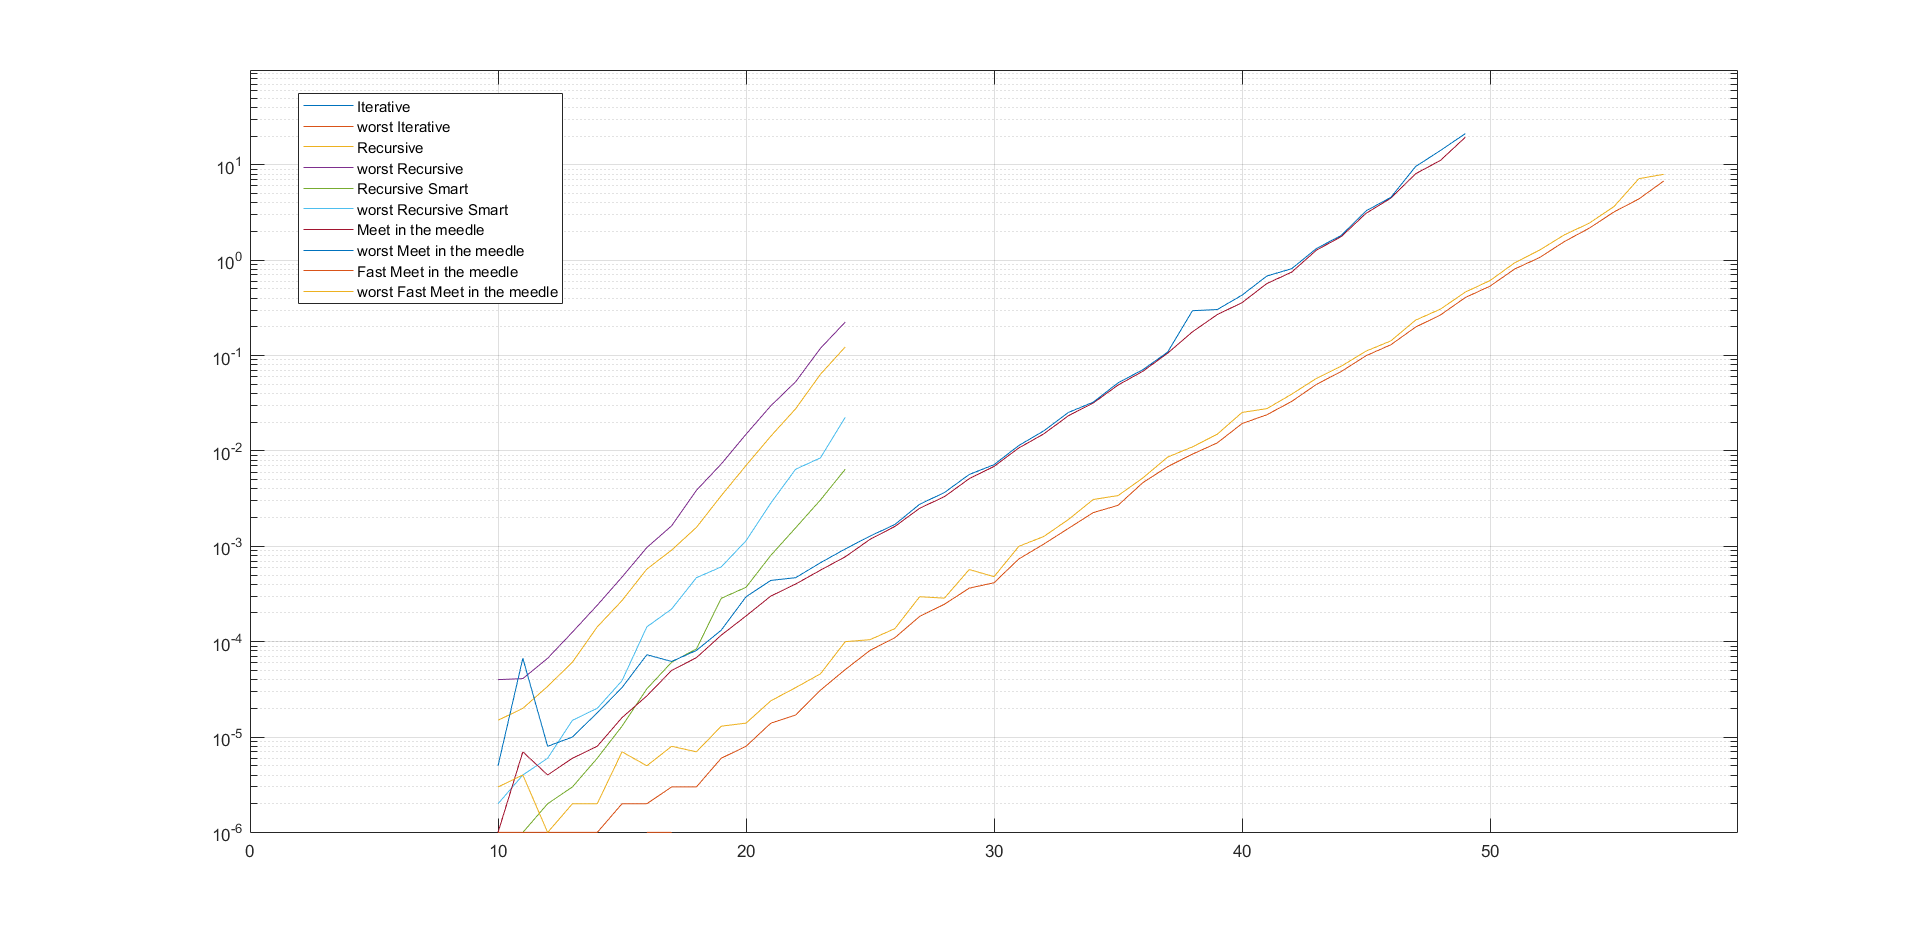 Iterative
worst Iterative
Recursive
worst Recursive
Recursive Smart
worst Recursive Smart
Meet in the meedle
worst Meet in the meedle
Fast Meet in the meedle
worst Fast Meet in the meedle
10^1
10^0
10^-1
10^-2
10^-3
10^-4
10^-5
10^-6
0 10 20 30 40 50